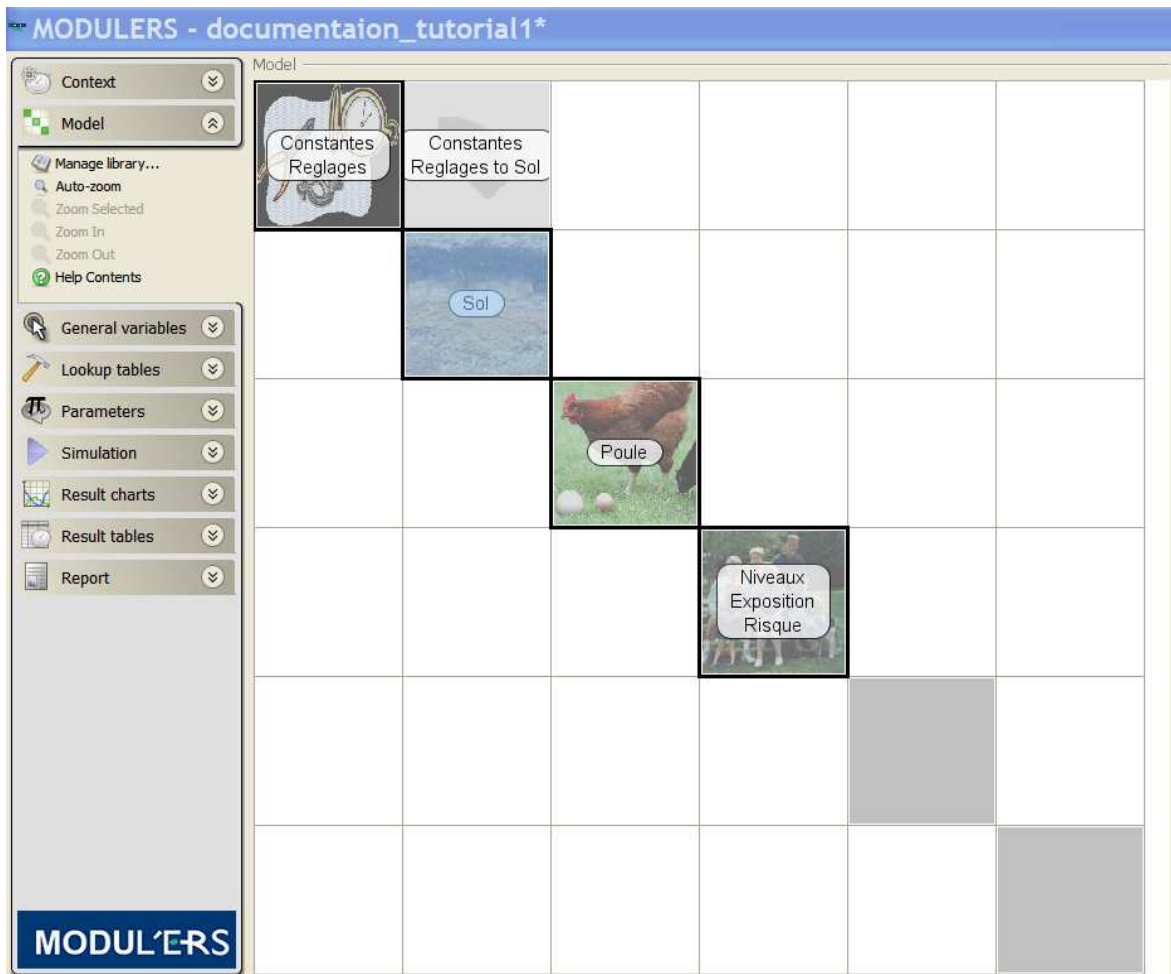 MODULERS - documentaion_tutorial1*
Context
Model
Manage library...
Auto-zoom
Zoom Selected
Zoom In
Zoom Out
Help Contents
General variables
Lookup tables
Parameters
Simulation
Result charts
Result tables
Report
MODUL'ERS
Model
Constantes
Reglages
Constantes
Reglages to Sol
Sol
Poule
Niveaux
Exposition
Risque